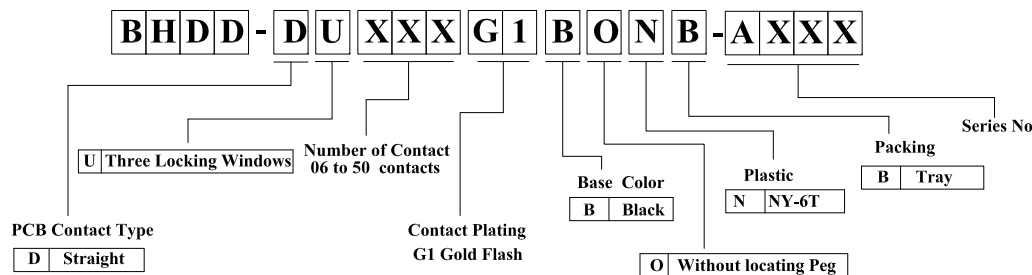 BHDD-DUXXXG1BONB-AXXX
Series No
U Three Locking Windows
Number of Contact
06 to 50 contacts
Packing
B Tray
Plastic
N NY-6T
Base Color
B Black
PCB Contact Type
D Straight
Contact Plating
G1 Gold Flash
O Without locating Peg